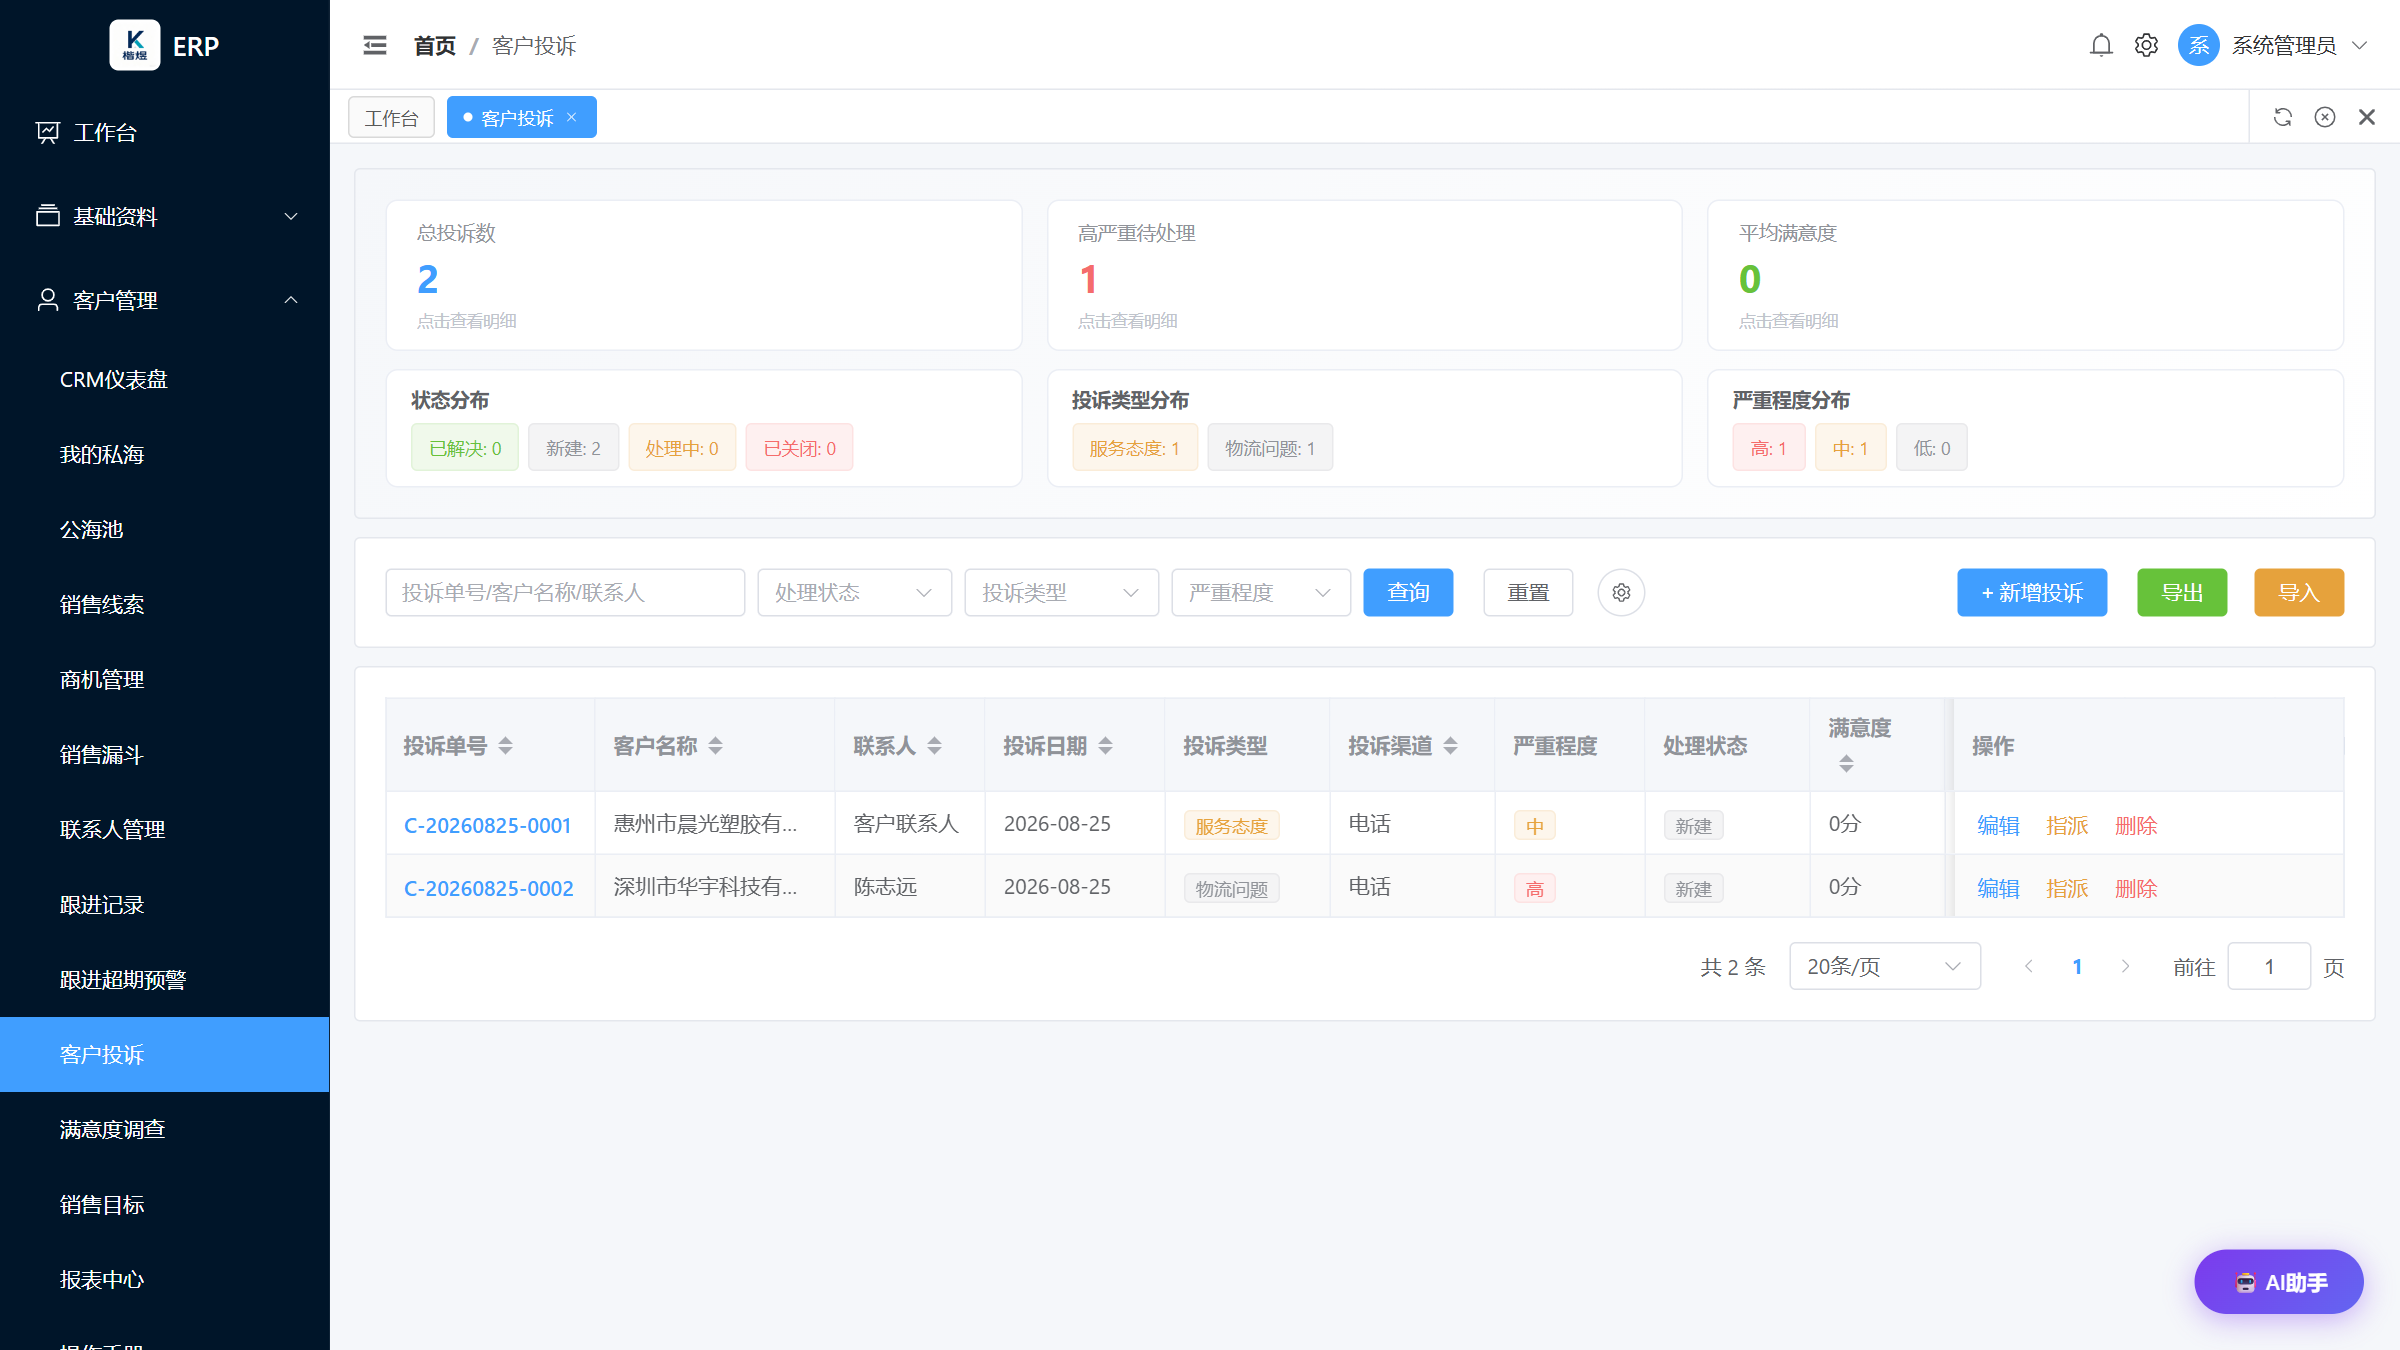 K
楷煜
ERP
工作台
基础资料
客户管理
CRM仪表盘
我的私海
公海池
销售线索
商机管理
销售漏斗
联系人管理
跟进记录
跟进超期预警
客户投诉
满意度调查
销售目标
报表中心
首页 / 客户投诉
系 系统管理员
工作台
客户投诉
总投诉数
2
点击查看明细
高严重待处理
1
点击查看明细
平均满意度
0
点击查看明细
状态分布
已解决: 0 新建: 2 处理中: 0 已关闭: 0
投诉类型分布
服务态度: 1 物流问题: 1
严重程度分布
高: 1 中: 1 低: 0
投诉单号/客户名称/联系人 处理状态 投诉类型 严重程度 查询 重置 + 新增投诉 导出 导入
投诉单号 客户名称 联系人 投诉日期 投诉类型 投诉渠道 严重程度 处理状态 满意度 操作
C-20260825-0001 惠州市晨光塑胶有... 客户联系人 2026-08-25 服务态度 电话 中 新建 0分 编辑 指派 删除
C-20260825-0002 深圳市华宇科技有... 陈志远 2026-08-25 物流问题 电话 高 新建 0分 编辑 指派 删除
共 2 条 20条/页 1 前往 1 页
AI助手